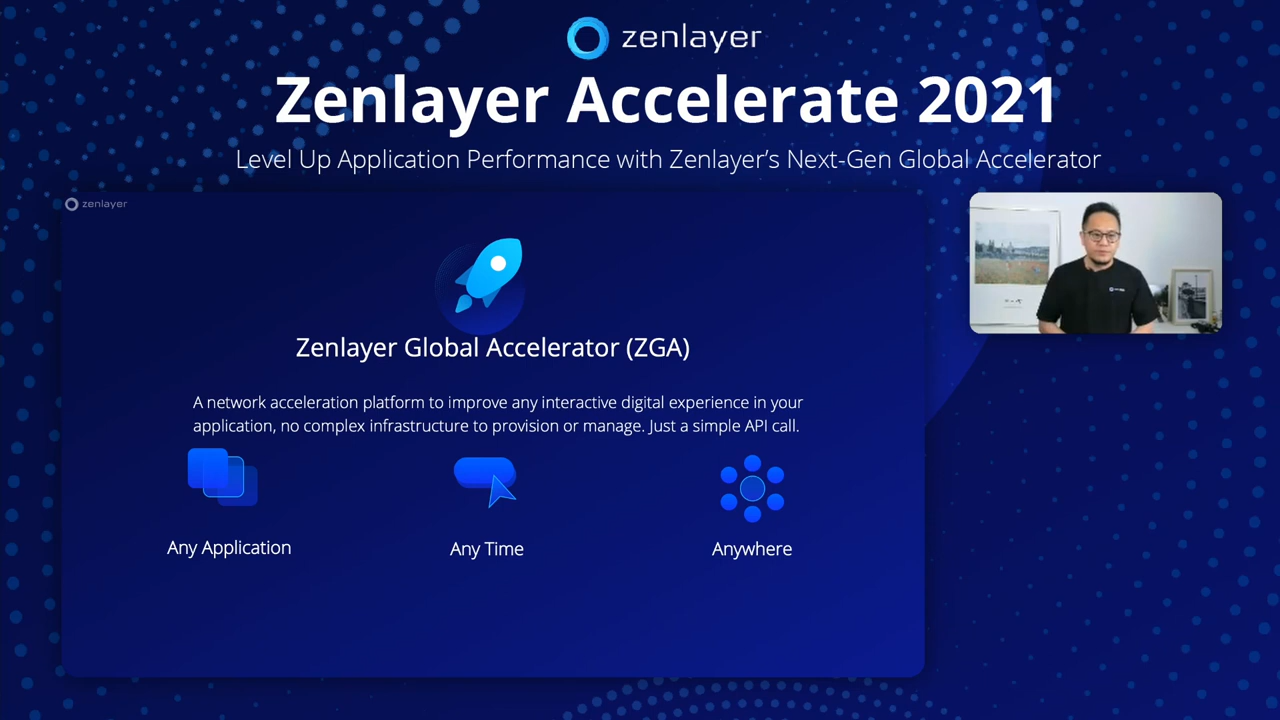 zenlayer
Zenlayer Accelerate 2021
Level Up Application Performance with Zenlayer’s Next-Gen Global Accelerator
zenlayer
Zenlayer Global Accelerator (ZGA)
A network acceleration platform to improve any interactive digital experience in your
application, no complex infrastructure to provision or manage. Just a simple API call.
Any Application
Any Time
Anywhere